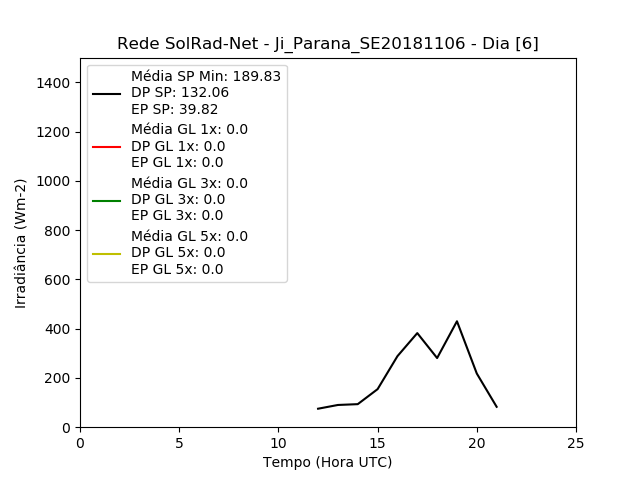 Rede SolRad-Net - Ji_Parana_SE20181106 - Dia [6]
Média SP Min: 189.83
DP SP: 132.06
EP SP: 39.82
Média GL 1x: 0.0
DP GL 1x: 0.0
EP GL 1x: 0.0
Média GL 3x: 0.0
DP GL 3x: 0.0
EP GL 3x: 0.0
Média GL 5x: 0.0
DP GL 5x: 0.0
EP GL 5x: 0.0
1400
1200
1000
800
600
400
200
0
Irradiância (Wm-2)
0 5 10 15 20 25
Tempo (Hora UTC)